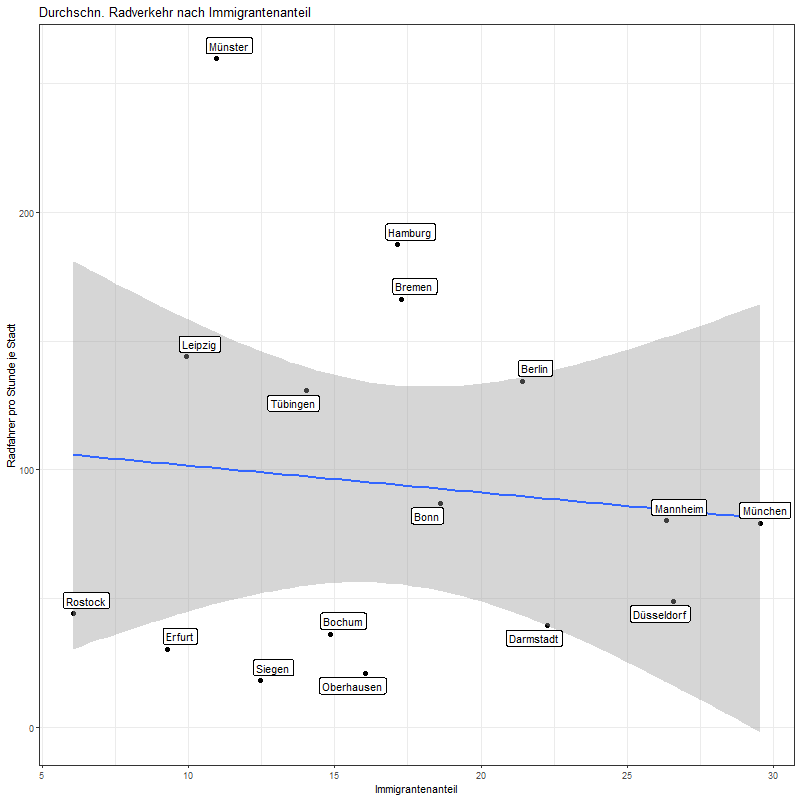 Durchschn. Radverkehr nach Immigrantenanteil
Münster
Hamburg
Bremen
Leipzig
Berlin
Tübingen
Mannheim
München
Bonn
Rostock
Düsseldorf
Bochum
Erfurt
Darmstadt
Siegen
Oberhausen
Radfahrer pro Stunde je Stadt
200
100
0
5 10 15 20 25 30
Immigrantenanteil